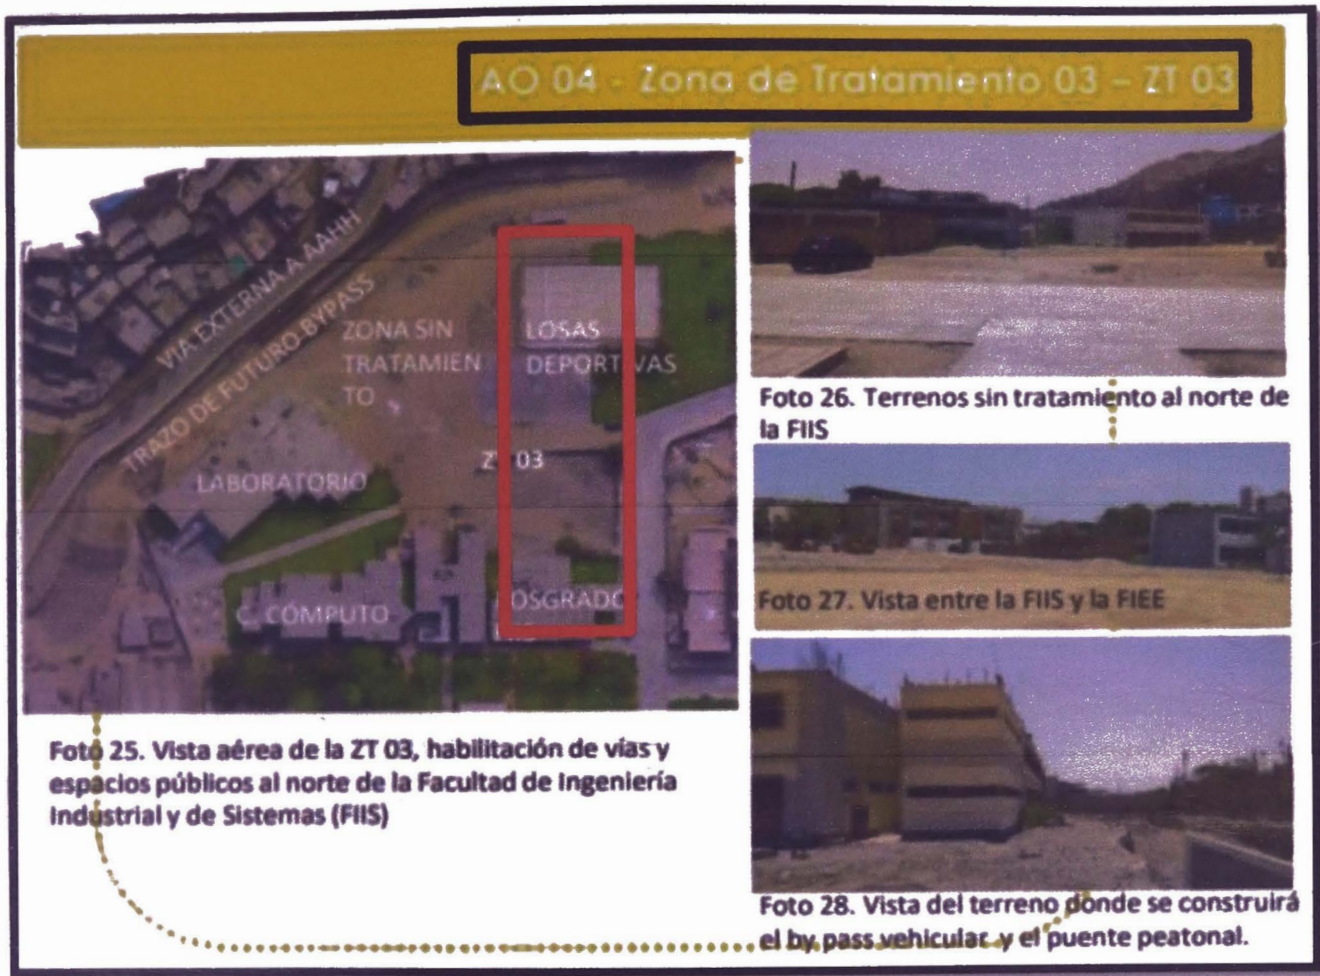 AO 04 - Zona de Tratamiento 03 – ZT 03
VIA EXTERNA A AAHH
TRAZO DE FUTURO BYPASS
ZONA SIN
TRATAMIEN
TO
LOSAS
DEPORTIVAS
ZT 03
LABORATORIO
C. CÓMPUTO
OSGRADO
Foto 25. Vista aérea de la ZT 03, habilitación de vías y
espacios públicos al norte de la Facultad de Ingeniería
Industrial y de Sistemas (FIIS)
Foto 26. Terrenos sin tratamiento al norte de
la FIIS
Foto 27. Vista entre la FIIS y la FIEE
Foto 28. Vista del terreno donde se construirá
el by pass vehicular y el puente peatonal.